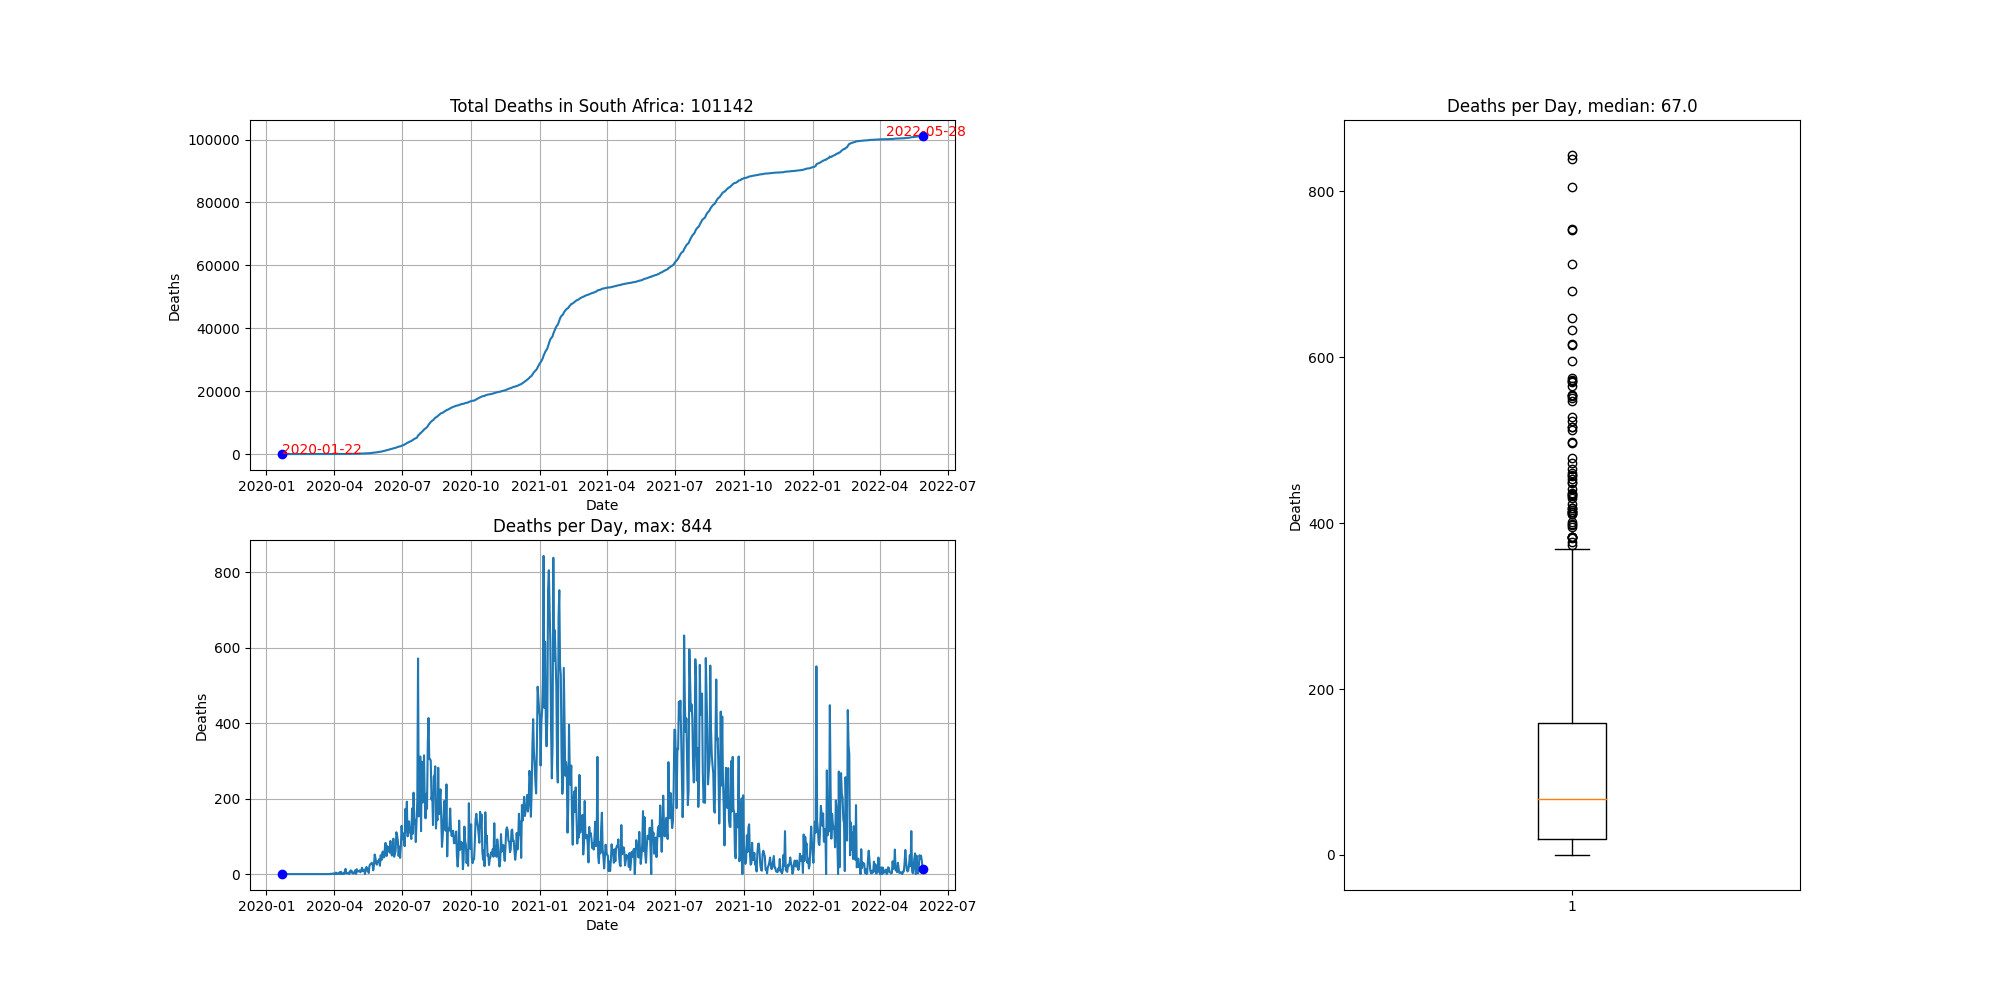 Total Deaths in South Africa: 101142
100000
80000
60000
40000
20000
0
Deaths
2022-05-28
2020-01-22
2020-01 2020-04 2020-07 2020-10 2021-01 2021-04 2021-07 2021-10 2022-01 2022-04 2022-07
Date
Deaths per Day, max: 844
800
600
400
200
0
Deaths
2020-01 2020-04 2020-07 2020-10 2021-01 2021-04 2021-07 2021-10 2022-01 2022-04 2022-07
Date
Deaths per Day, median: 67.0
800
600
400
200
0
Deaths
1